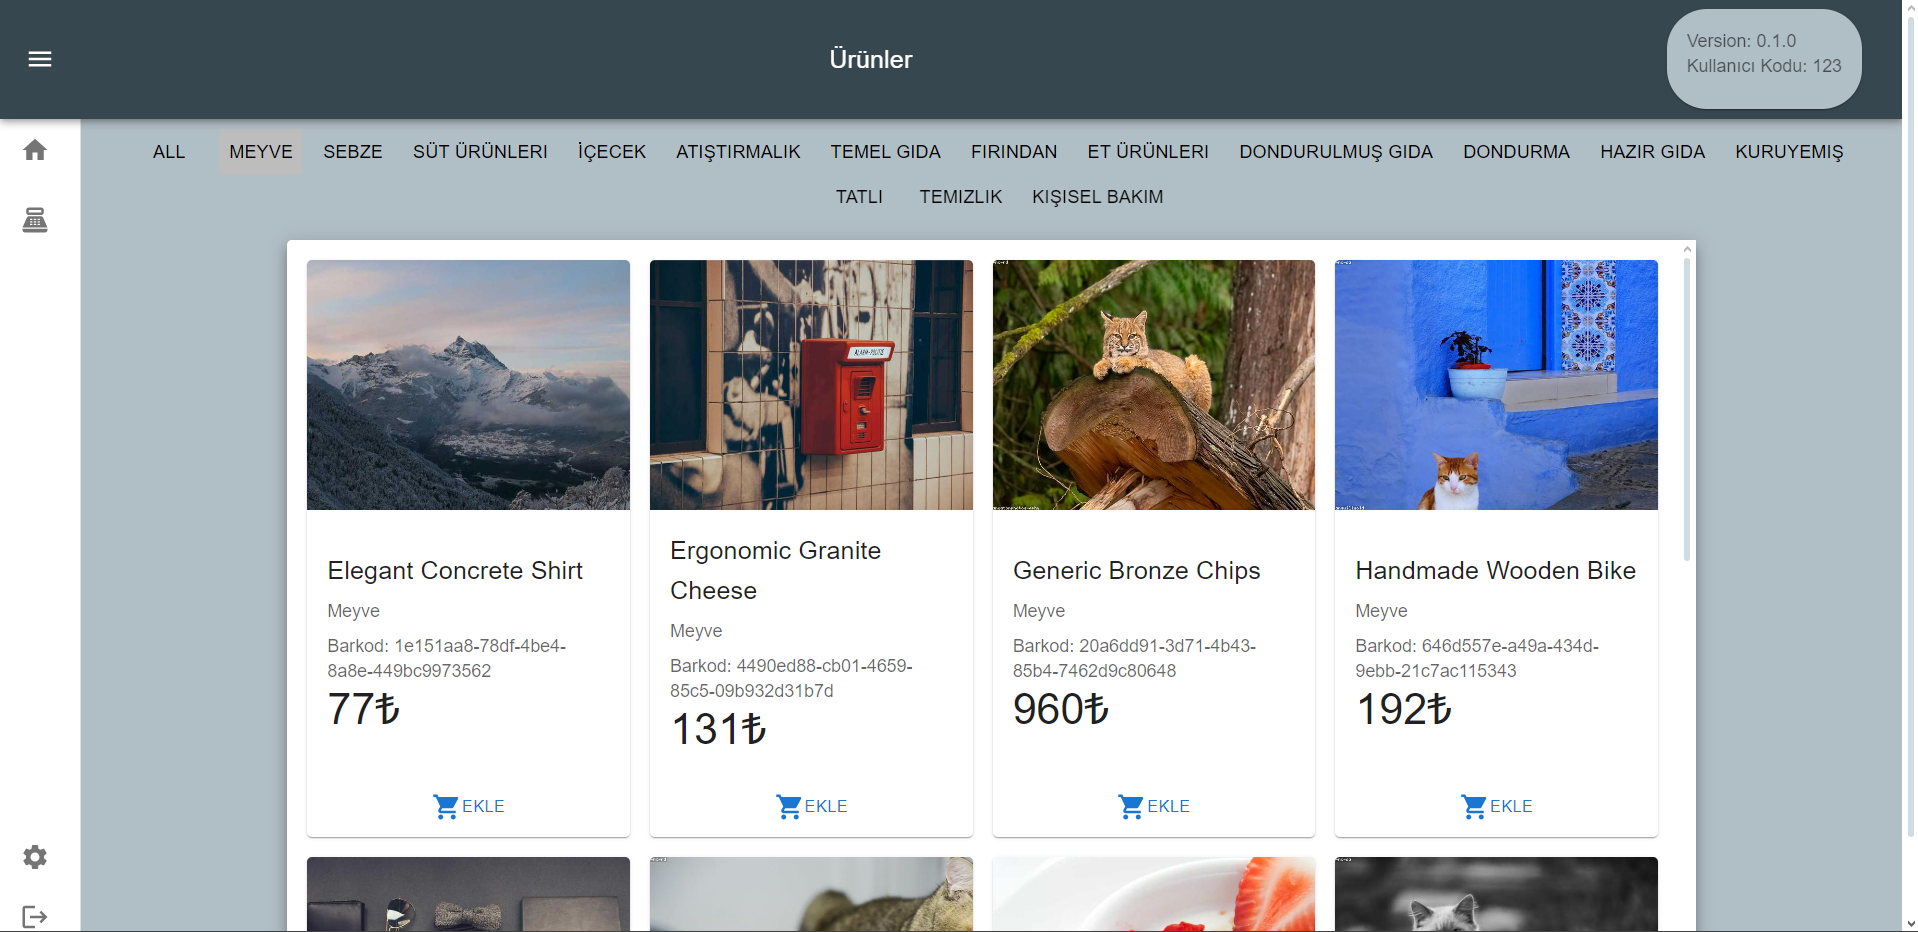 Ürünler
Version: 0.1.0
Kullanıcı Kodu: 123
ALL MEYVE SEBZE SÜT ÜRÜNLERI İÇECEK ATIŞTIRMALIK TEMEL GIDA FIRINDAN ET ÜRÜNLERI DONDURULMUŞ GIDA DONDURMA HAZIR GIDA KURUYEMIŞ
TATLI TEMIZLIK KIŞISEL BAKIM
ALARM-POLITIE
Elegant Concrete Shirt
Meyve
Barkod: 1e151aa8-78df-4be4-
8a8e-449bc9973562
77₺
EKLE
Ergonomic Granite
Cheese
Meyve
Barkod: 4490ed88-cb01-4659-
85c5-09b932d31b7d
131₺
EKLE
Generic Bronze Chips
Meyve
Barkod: 20a6dd91-3d71-4b43-
85b4-7462d9c80648
960₺
EKLE
Handmade Wooden Bike
Meyve
Barkod: 646d557e-a49a-434d-
9ebb-21c7ac115343
192₺
EKLE